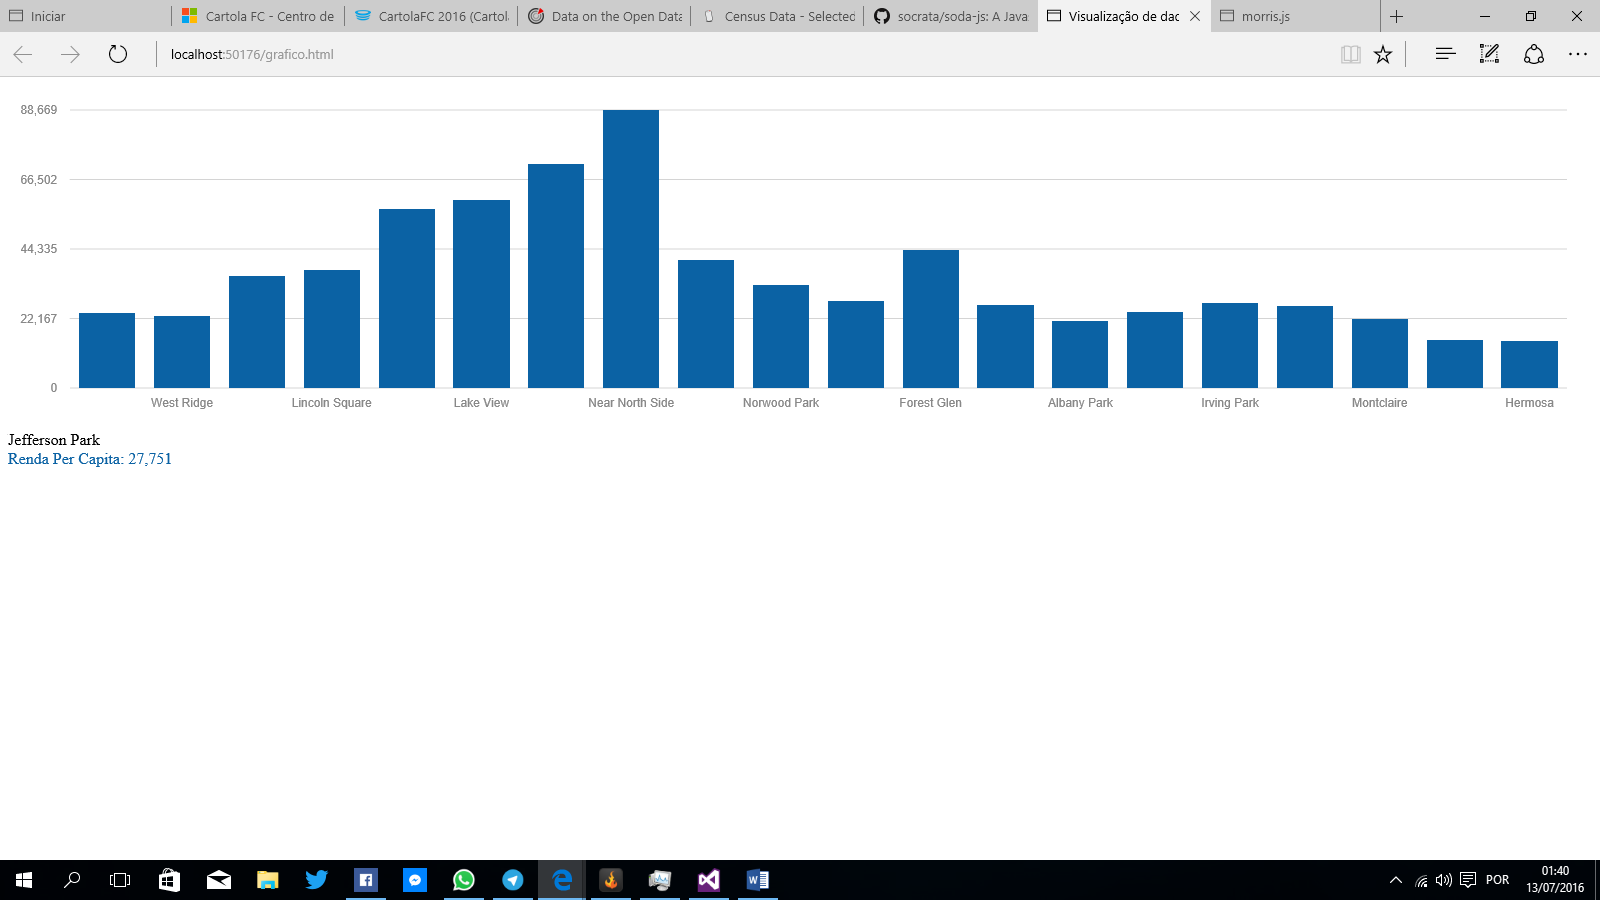 Iniciar
Cartola FC - Centro de
CartolaFC 2016 (Cartol
Data on the Open Data
Census Data - Selected
socrata/soda-js: A Java
Visualização de dad
morris.js
localhost:50176/grafico.html
88,669
66,502
44,335
22,167
0
West Ridge Lincoln Square Lake View Near North Side Norwood Park Forest Glen Albany Park Irving Park Montclaire Hermosa
Jefferson Park
Renda Per Capita: 27,751
POR
01:40
13/07/2016